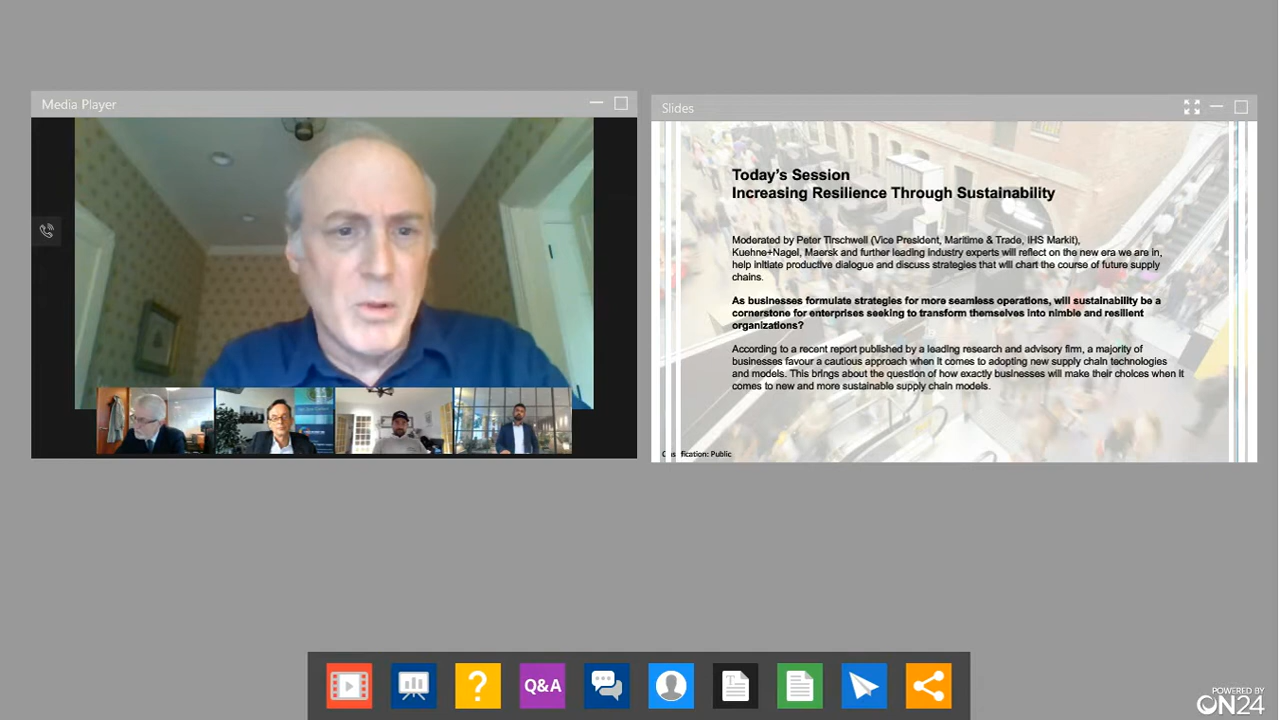 Media Player
Slides
Today's Session
Increasing Resilience Through Sustainability
Moderated by Peter Tirschwell (Vice President, Maritime & Trade, IHS Markit),
Kuehne+Nagel, Maersk and further leading industry experts will reflect on the new era we are in,
help initiate productive dialogue and discuss strategies that will chart the course of future supply
chains.
As businesses formulate strategies for more seamless operations, will sustainability be a
cornerstone for enterprises seeking to transform themselves into nimble and resilient
organizations?
According to a recent report published by a leading research and advisory firm, a majority of
businesses favour a cautious approach when it comes to adopting new supply chain technologies
and models. This brings about the question of how exactly businesses will make their choices when it
comes to new and more sustainable supply chain models.
Classification: Public
?
Q&A
T
POWERED BY
ON24